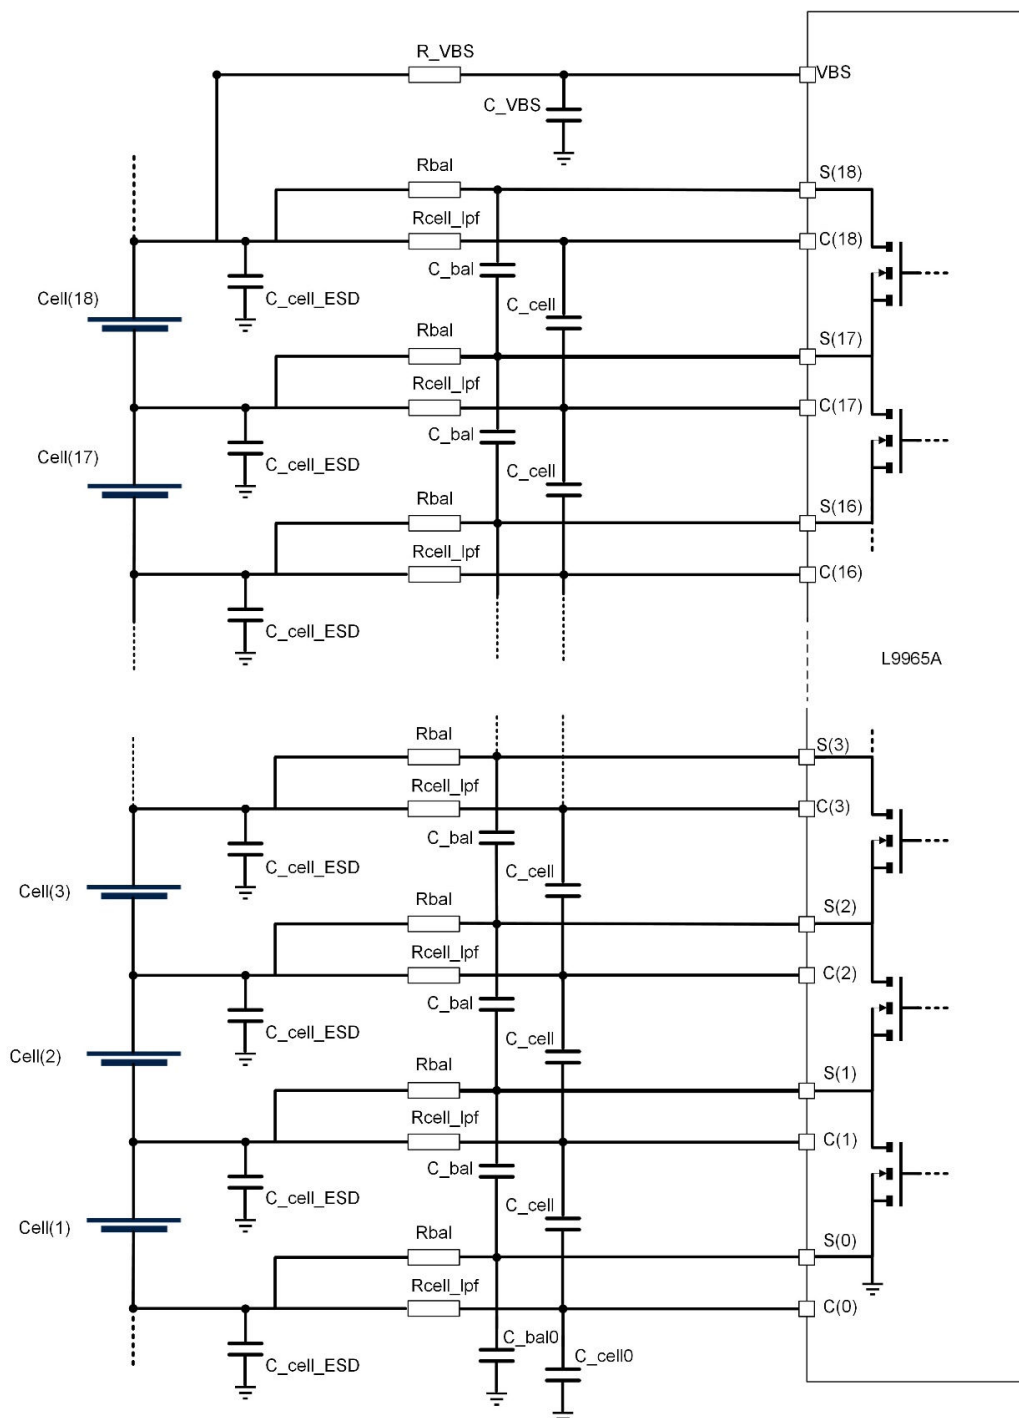 R_VBS
VBS
C_VBS
Rbal
S(18)
Rcell_lpf
C(18)
C_bal
C_cell_ESD
Cell(18)
C_cell
Rbal
S(17)
Rcell_lpf
C(17)
C_bal
Cell(17)
C_cell_ESD
C_cell
Rbal
S(16)
Rcell_lpf
C(16)
C_cell_ESD
L9965A
Rbal
S(3)
Rcell_lpf
C(3)
C_bal
C_cell_ESD
C_cell
Cell(3)
Rbal
S(2)
Rcell_lpf
C(2)
C_bal
C_cell_ESD
C_cell
Cell(2)
Rbal
S(1)
Rcell_lpf
C(1)
C_bal
C_cell_ESD
C_cell
Cell(1)
Rbal
S(0)
Rcell_lpf
C(0)
C_bal0
C_cell0
C_cell_ESD